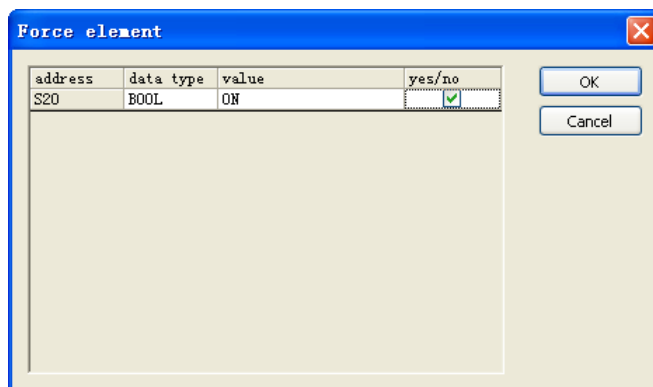 Force element
address data type value yes/no
S20 BOOL ON
OK
Cancel